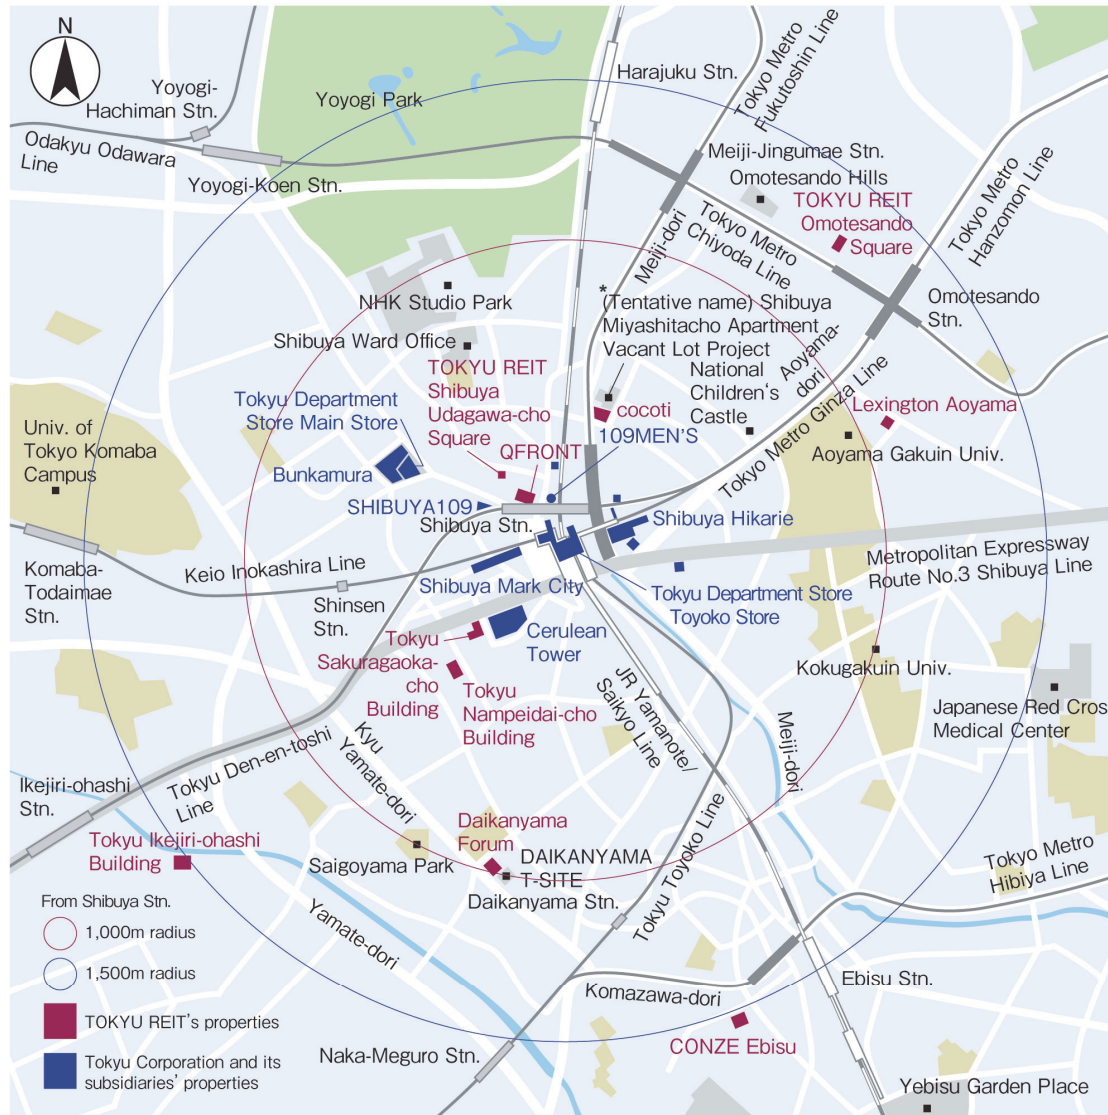 N
Yoyogi-
Hachiman Stn.
Yoyogi Park
Harajuku Stn.
Tokyo Metro
Fukutoshin Line
Odakyu Odawara
Line
Yoyogi-Koen Stn.
Meiji-Jingumae Stn.
Omotesando Hills
TOKYU REIT
Omotesando
Square
Tokyo Metro
Hanzomon Line
Tokyo Metro
Chiyoda Line
Meiji-dori
Omotesando
Stn.
NHK Studio Park
*
(Tentative name) Shibuya
Miyashitacho Apartment
Vacant Lot Project
National
Children's
Castle
Aoyama-
dori
Shibuya Ward Office
TOKYU REIT
Shibuya
Udagawa-cho
Square
Tokyu Department
Store Main Store
cocoti
109MEN'S
Tokyo Metro Ginza Line
Lexington Aoyama
Univ. of
Tokyo Komaba
Campus
Bunkamura
QFRONT
Aoyama Gakuin Univ.
SHIBUYA109
Shibuya Stn.
Shibuya Hikarie
Komaba-
Todaimae
Stn.
Keio Inokashira Line
Shinsen
Stn.
Shibuya Mark City
Tokyu Department Store
Toyoko Store
Metropolitan Expressway
Route No.3 Shibuya Line
Tokyu
Sakuragaoka-
cho
Building
Cerulean
Tower
Kokugakuin Univ.
Tokyu
Nampeidai-cho
Building
JR Yamanote/
Saikyo Line
Japanese Red Cros
Medical Center
Meiji-dori
Kyu
Yamate-dori
Tokyu Den-en-toshi
Line
Ikejiri-ohashi
Stn.
Tokyu Ikejiri-ohashi
Building
Saigoyama Park
Daikanyama
Forum
DAIKANYAMA
T-SITE
Daikanyama Stn.
Tokyu Toyoko Line
Tokyo Metro
Hibiya Line
Yamate-dori
From Shibuya Stn.
1,000m radius
1,500m radius
TOKYU REIT's properties
Tokyu Corporation and its
subsidiaries' properties
Naka-Meguro Stn.
Komazawa-dori
Ebisu Stn.
CONZE Ebisu
Yebisu Garden Place